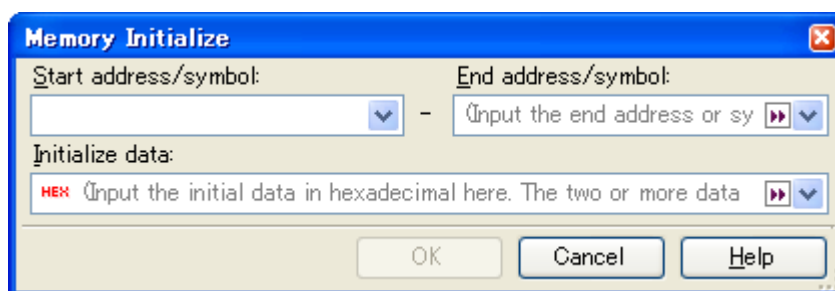 Memory Initialize
Start address/symbol: End address/symbol:
- (Input the end address or sy
Initialize data:
HEX (Input the initial data in hexadecimal here. The two or more data
OK Cancel Help